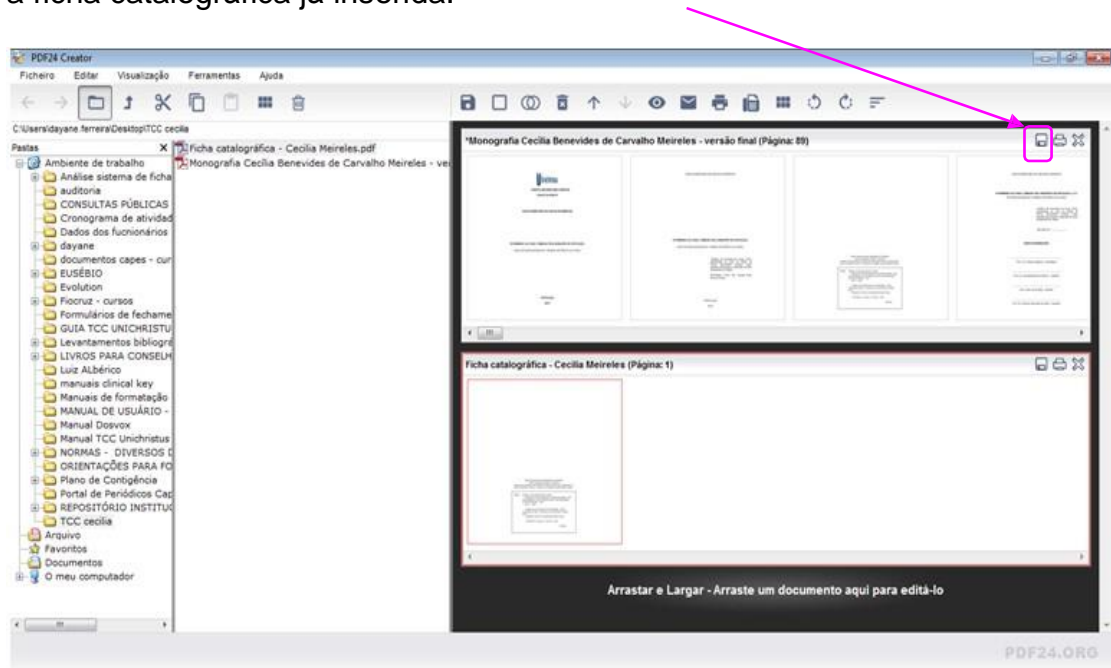 a ficha catalográfica já inserida.
PDF24 Creator
Ficheiro Editar Visualização Ferramentas Ajuda
C:\Users\dayane.ferreira\Desktop\TCC cecilia
Pastas X
Ambiente de trabalho
Análise sistema de ficha
auditoria
CONSULTAS PÚBLICAS
Cronograma de atividad
Dados dos fucnionários
dayane
documentos capes - cur
EUSÉBIO
Evolution
Fiocruz - cursos
Formulários de fechame
GUIA TCC UNICHRISTU
Levantamentos bibliogra
LIVROS PARA CONSELH
Luiz ALbérico
manuais clinical key
Manuais de formatação
MANUAL DE USUÁRIO -
Manual Dosvox
Manual TCC Unichristus
NORMAS - DIVERSOS D
ORIENTAÇÕES PARA FO
Plano de Contigência
Portal de Periódicos Cap
REPOSITÓRIO INSTITUC
TCC cecilia
Arquivo
Favoritos
Documentos
O meu computador
Ficha catalográfica - Cecilia Meireles.pdf
Monografia Cecília Benevides de Carvalho Meireles - ve
*Monografia Cecília Benevides de Carvalho Meireles - versão final (Página: 89)
Ficha catalográfica - Cecilia Meireles (Página: 1)
Arrastar e Largar - Arraste um documento aqui para editá-lo
PDF24.ORG